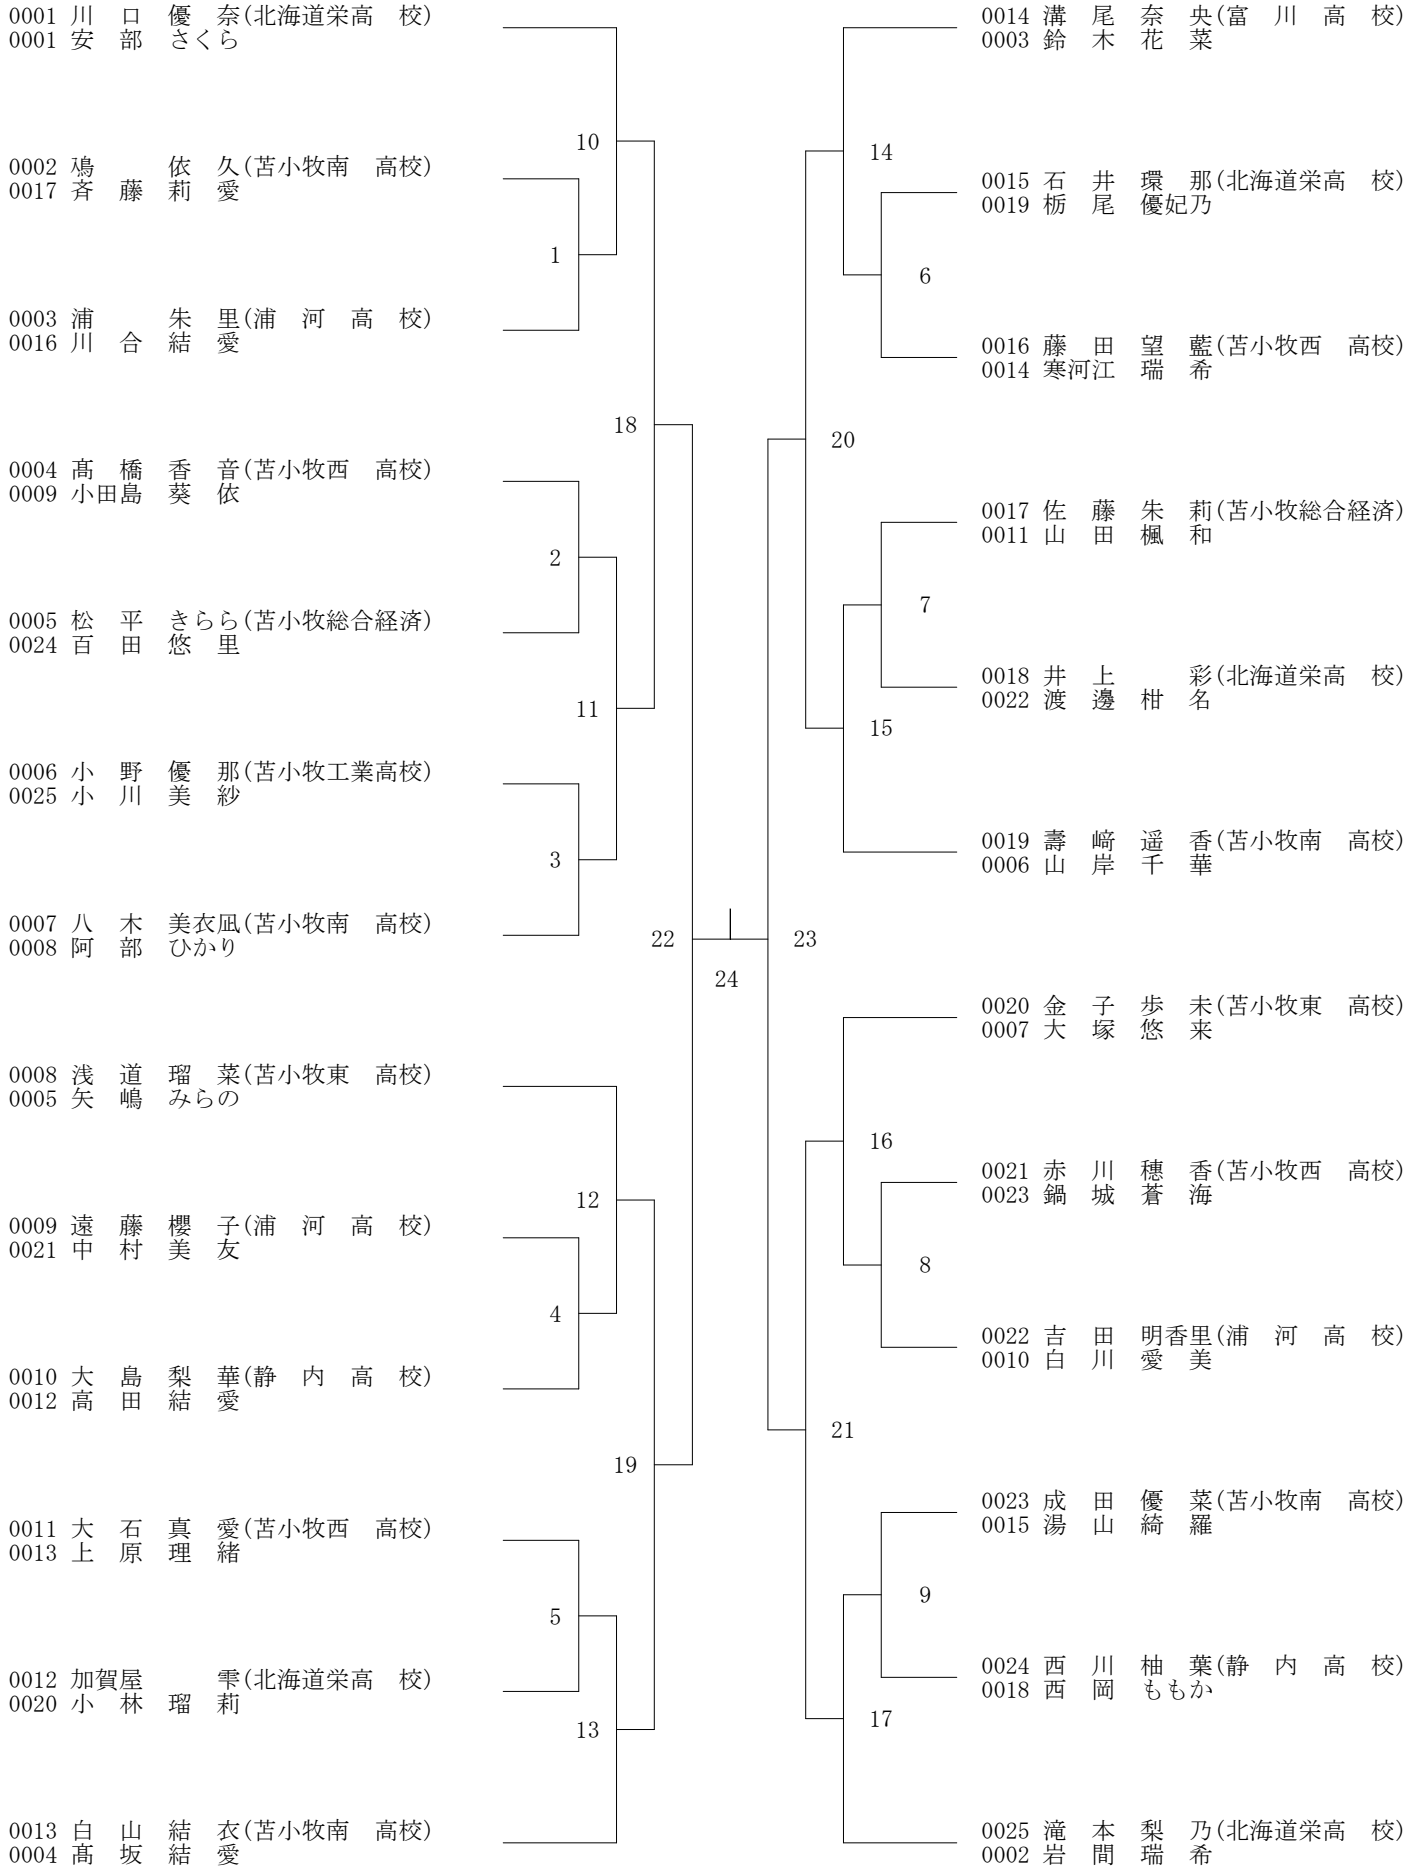 0001 川　口　優　奈(北海道栄高　校)
0001 安　部　さくら
10
0002 鳰　　　依　久(苫小牧南　高校)
0017 斉　藤　莉　愛
1
0003 浦　　　朱　里(浦　河　高　校)
0016 川　合　結　愛
18
0004 髙　橋　香　音(苫小牧西　高校)
0009 小田島　葵　依
2
0005 松　平　きらら(苫小牧総合経済)
0024 百　田　悠　里
11
0006 小　野　優　那(苫小牧工業高校)
0025 小　川　美　紗
3
0007 八　木　美衣凪(苫小牧南　高校)
0008 阿　部　ひかり
22
24
0008 浅　道　瑠　菜(苫小牧東　高校)
0005 矢　嶋　みらの
12
0009 遠　藤　櫻　子(浦　河　高　校)
0021 中　村　美　友
4
0010 大　島　梨　華(静　内　高　校)
0012 高　田　結　愛
19
0011 大　石　真　愛(苫小牧西　高校)
0013 上　原　理　緒
5
0012 加賀屋　　　雫(北海道栄高　校)
0020 小　林　瑠　莉
13
0013 白　山　結　衣(苫小牧南　高校)
0004 髙　坂　結　愛
0014 溝　尾　奈　央(富　川　高　校)
0003 鈴　木　花　菜
14
0015 石　井　環　那(北海道栄高　校)
0019 栃　尾　優妃乃
6
0016 藤　田　望　藍(苫小牧西　高校)
0014 寒河江　瑞　希
20
0017 佐　藤　朱　莉(苫小牧総合経済)
0011 山　田　楓　和
7
0018 井　上　　　彩(北海道栄高　校)
0022 渡　邊　柑　名
15
0019 壽　﨑　遥　香(苫小牧南　高校)
0006 山　岸　千　華
23
0020 金　子　歩　未(苫小牧東　高校)
0007 大　塚　悠　来
16
0021 赤　川　穂　香(苫小牧西　高校)
0023 鍋　城　蒼　海
8
0022 吉　田　明香里(浦　河　高　校)
0010 白　川　愛　美
21
0023 成　田　優　菜(苫小牧南　高校)
0015 湯　山　綺　羅
9
0024 西　川　柚　葉(静　内　高　校)
0018 西　岡　ももか
17
0025 滝　本　梨　乃(北海道栄高　校)
0002 岩　間　瑞　希